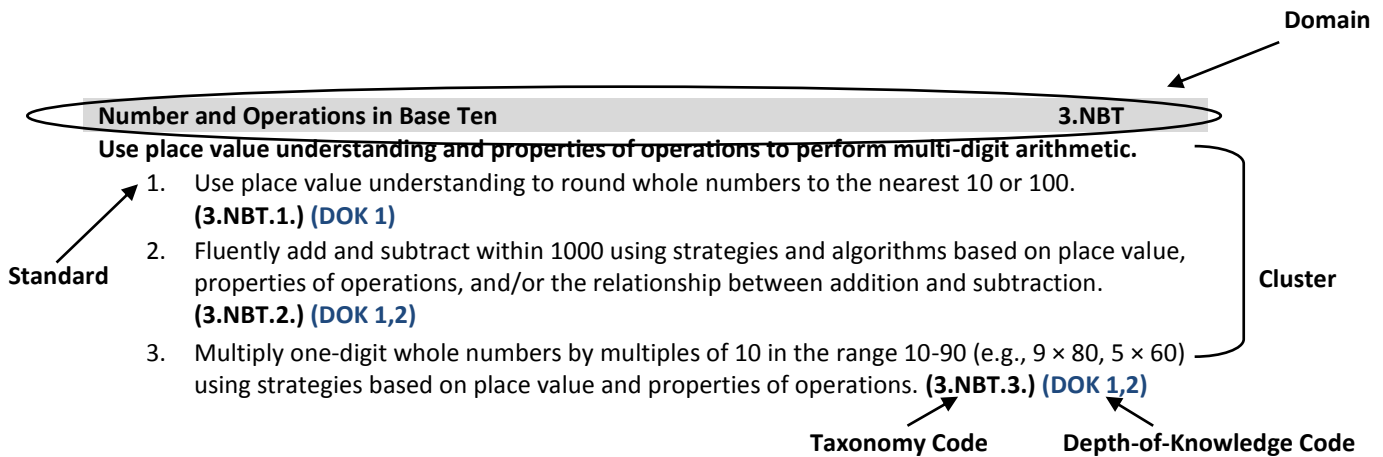 Domain
Number and Operations in Base Ten 3.NBT
Use place value understanding and properties of operations to perform multi-digit arithmetic.
1. Use place value understanding to round whole numbers to the nearest 10 or 100.
(3.NBT.1.) (DOK 1)
2. Fluently add and subtract within 1000 using strategies and algorithms based on place value,
Standard
properties of operations, and/or the relationship between addition and subtraction.
Cluster
(3.NBT.2.) (DOK 1,2)
3. Multiply one-digit whole numbers by multiples of 10 in the range 10-90 (e.g., 9 × 80, 5 × 60)
using strategies based on place value and properties of operations. (3.NBT.3.) (DOK 1,2)
Taxonomy Code Depth-of-Knowledge Code